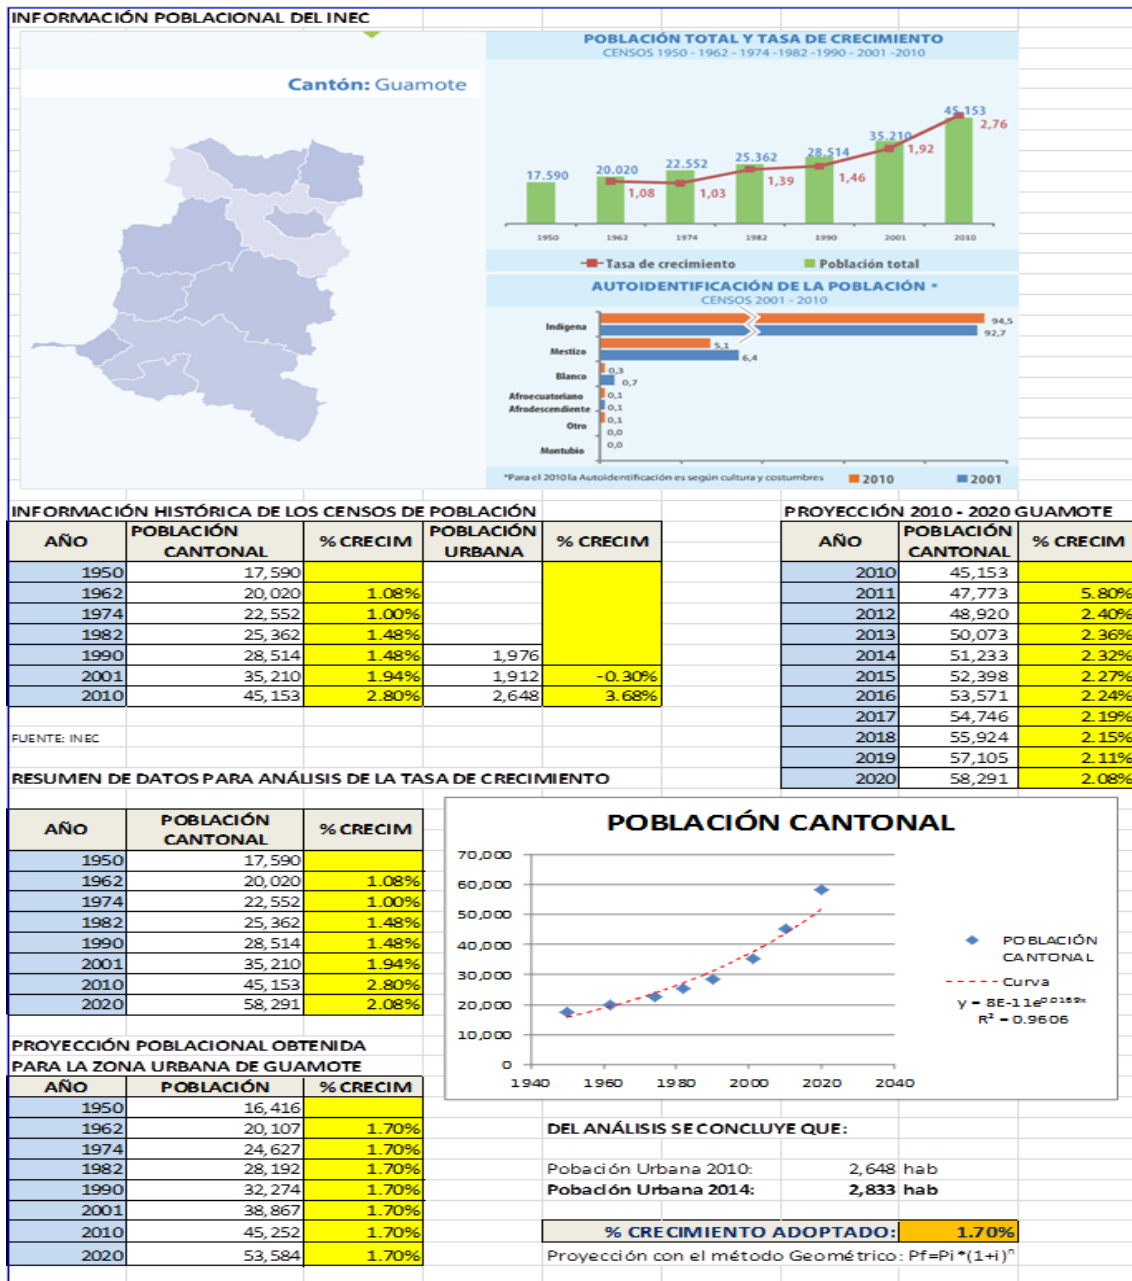 INFORMACIÓN POBLACIONAL DEL INEC
Cantón: Guamote
POBLACIÓN TOTAL Y TASA DE CRECIMIENTO
CENSOS 1950 - 1962 - 1974 -1982 -1990 - 2001 -2010
17.590 20.020 22.552 25.362 28.514 35.210 45.153
1,08 1,03 1,39 1,46 1,92 2,76
1950 1962 1974 1982 1990 2001 2010
Tasa de crecimiento Población total
AUTOIDENTIFICACIÓN DE LA POBLACIÓN *
CENSOS 2001 - 2010
Indígena 94,5
92,7
Mestizo 5,1
6,4
Blanco 0,3
0,7
Afroecuatoriano 0,1
Afrodescendiente 0,1
Otro 0,1
0,0
Montubio 0,0
*Para el 2010 la Autoidentificación es según cultura y costumbres 2010 2001
INFORMACIÓN HISTÓRICA DE LOS CENSOS DE POBLACIÓN
AÑO POBLACIÓN CANTONAL % CRECIM POBLACIÓN URBANA % CRECIM
1950 17,590
1962 20,020 1.08%
1974 22,552 1.00%
1982 25,362 1.48%
1990 28,514 1.48% 1,976
2001 35,210 1.94% 1,912 -0.30%
2010 45,153 2.80% 2,648 3.68%
FUENTE: INEC
PROYECCIÓN 2010 - 2020 GUAMOTE
AÑO POBLACIÓN CANTONAL % CRECIM
2010 45,153
2011 47,773 5.80%
2012 48,920 2.40%
2013 50,073 2.36%
2014 51,233 2.32%
2015 52,398 2.27%
2016 53,571 2.24%
2017 54,746 2.19%
2018 55,924 2.15%
2019 57,105 2.11%
2020 58,291 2.08%
RESUMEN DE DATOS PARA ANÁLISIS DE LA TASA DE CRECIMIENTO
AÑO POBLACIÓN CANTONAL % CRECIM
1950 17,590
1962 20,020 1.08%
1974 22,552 1.00%
1982 25,362 1.48%
1990 28,514 1.48%
2001 35,210 1.94%
2010 45,153 2.80%
2020 58,291 2.08%
POBLACIÓN CANTONAL
70,000
60,000
50,000
40,000
30,000
20,000
10,000
0
1940 1960 1980 2000 2020 2040
POBLACIÓN
CANTONAL
Curva
y = 8E-11e^0.0169x
R² = 0.9606
PROYECCIÓN POBLACIONAL OBTENIDA
PARA LA ZONA URBANA DE GUAMOTE
AÑO POBLACIÓN % CRECIM
1950 16,416
1962 20,107 1.70%
1974 24,627 1.70%
1982 28,192 1.70%
1990 32,274 1.70%
2001 38,867 1.70%
2010 45,252 1.70%
2020 53,584 1.70%
DEL ANÁLISIS SE CONCLUYE QUE:
Pobación Urbana 2010: 2,648 hab
Pobación Urbana 2014: 2,833 hab
% CRECIMIENTO ADOPTADO: 1.70%
Proyección con el método Geométrico: Pf=Pi*(1+i)ⁿ